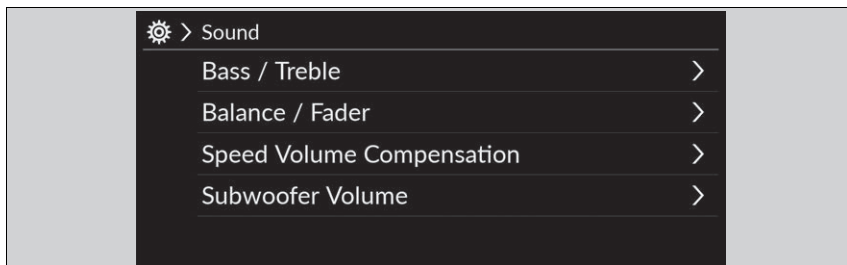 Sound
Bass / Treble
Balance / Fader
Speed Volume Compensation
Subwoofer Volume